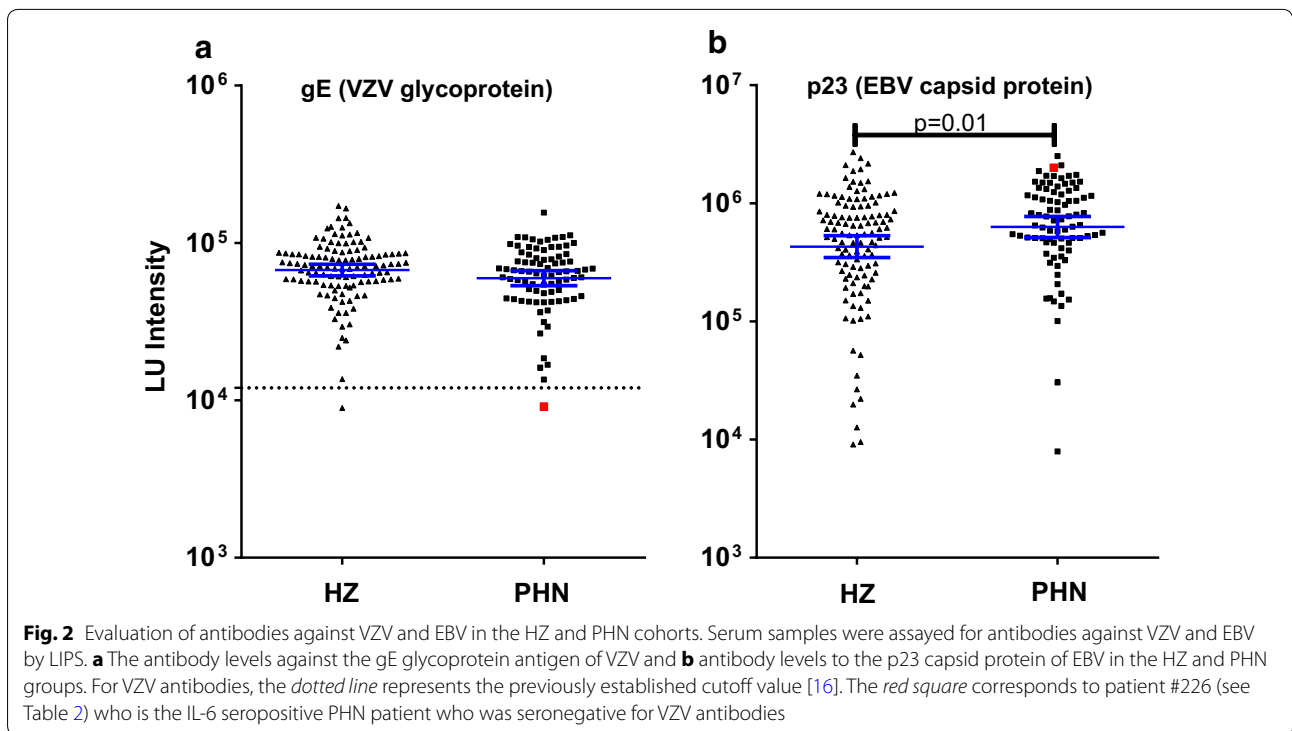 a
gE (VZV glycoprotein)
10^6
10^5
10^4
10^3
LU Intensity
HZ PHN
b
p23 (EBV capsid protein)
p=0.01
10^7
10^6
10^5
10^4
10^3
HZ PHN
Fig. 2 Evaluation of antibodies against VZV and EBV in the HZ and PHN cohorts. Serum samples were assayed for antibodies against VZV and EBV
by LIPS. a The antibody levels against the gE glycoprotein antigen of VZV and b antibody levels to the p23 capsid protein of EBV in the HZ and PHN
groups. For VZV antibodies, the dotted line represents the previously established cutoff value [16]. The red square corresponds to patient #226 (see
Table 2) who is the IL-6 seropositive PHN patient who was seronegative for VZV antibodies